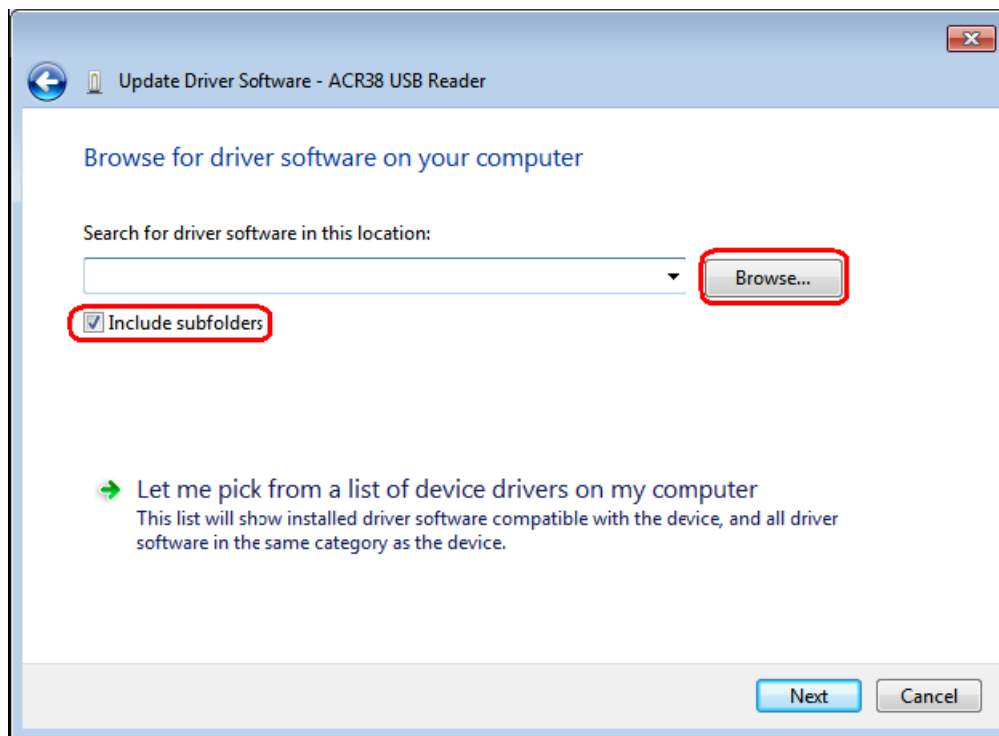 Update Driver Software - ACR38 USB Reader
Browse for driver software on your computer
Search for driver software in this location:
Browse...
Include subfolders
Let me pick from a list of device drivers on my computer
This list will show installed driver software compatible with the device, and all driver
software in the same category as the device.
Next
Cancel